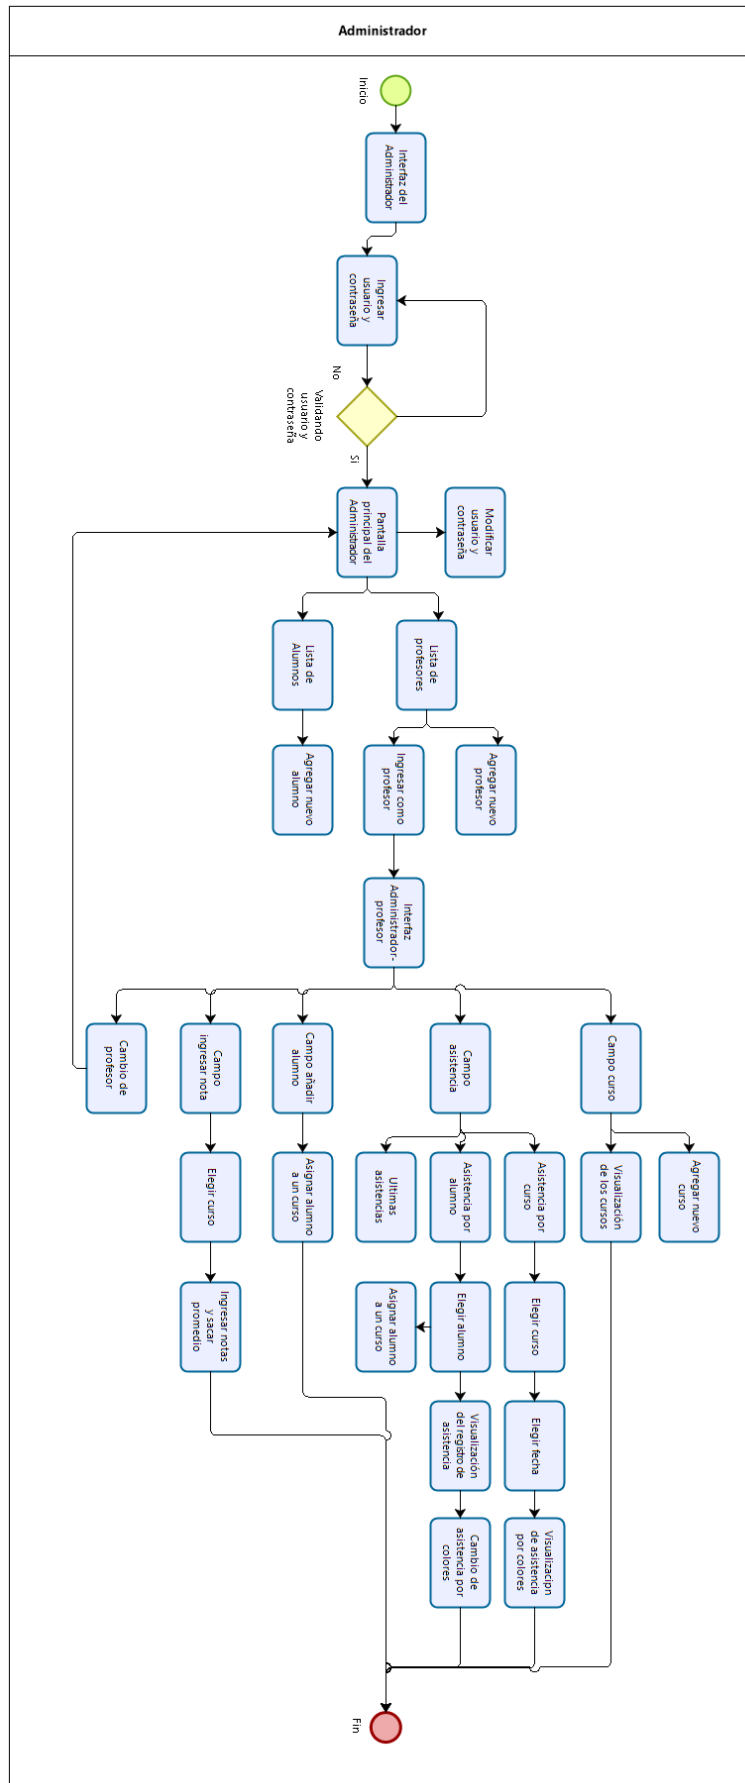 Administrador
Inicio
Interfaz del
Administrador
Ingresar
usuario y
contraseña
No
Validando
usuario y
contraseña
Si
Pantalla
principal del
Administrador
Modificar
usuario y
contraseña
Lista de
Alumnos
Lista de
profesores
Agregar nuevo
alumno
Ingresar como
profesor
Agregar nuevo
profesor
Interfaz
Administrador-
profesor
Cambio de
profesor
Campo
ingresar nota
Campo añadir
alumno
Campo
asistencia
Campo curso
Elegir curso
Asignar alumno
a un curso
Ultimas
asistencias
Asistencia por
alumno
Asistencia por
curso
Visualización
de los cursos
Agregar nuevo
curso
Ingresar notas
y sacar
promedio
Asignar alumno
a un curso
Elegir alumno
Elegir curso
Visualización
del registro de
asistencia
Elegir fecha
Cambio de
asistencia por
colores
Visualizacipn
de asistencia
por colores
Fin